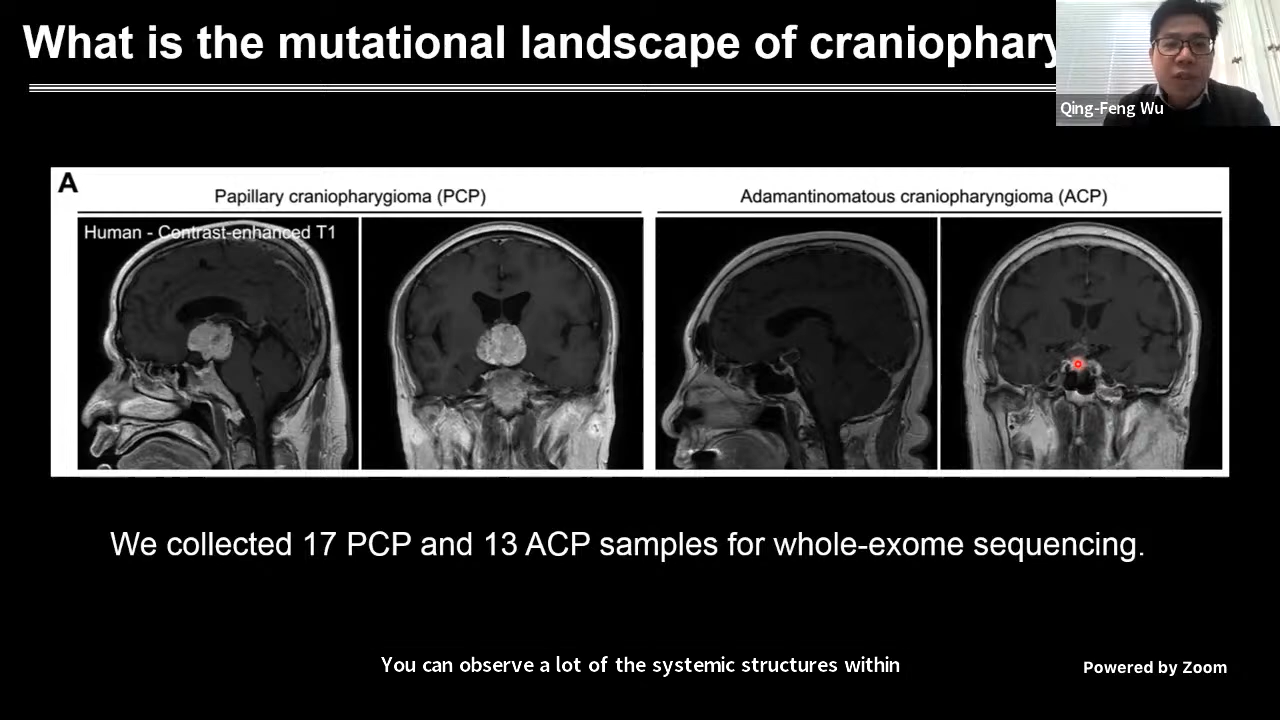 What is the mutational landscape of craniophary
Qing-Feng Wu
A
Papillary craniopharygioma (PCP)
Adamantinomatous craniopharyngioma (ACP)
Human - Contrast-enhanced T1
We collected 17 PCP and 13 ACP samples for whole-exome sequencing.
You can observe a lot of the systemic structures within
Powered by Zoom